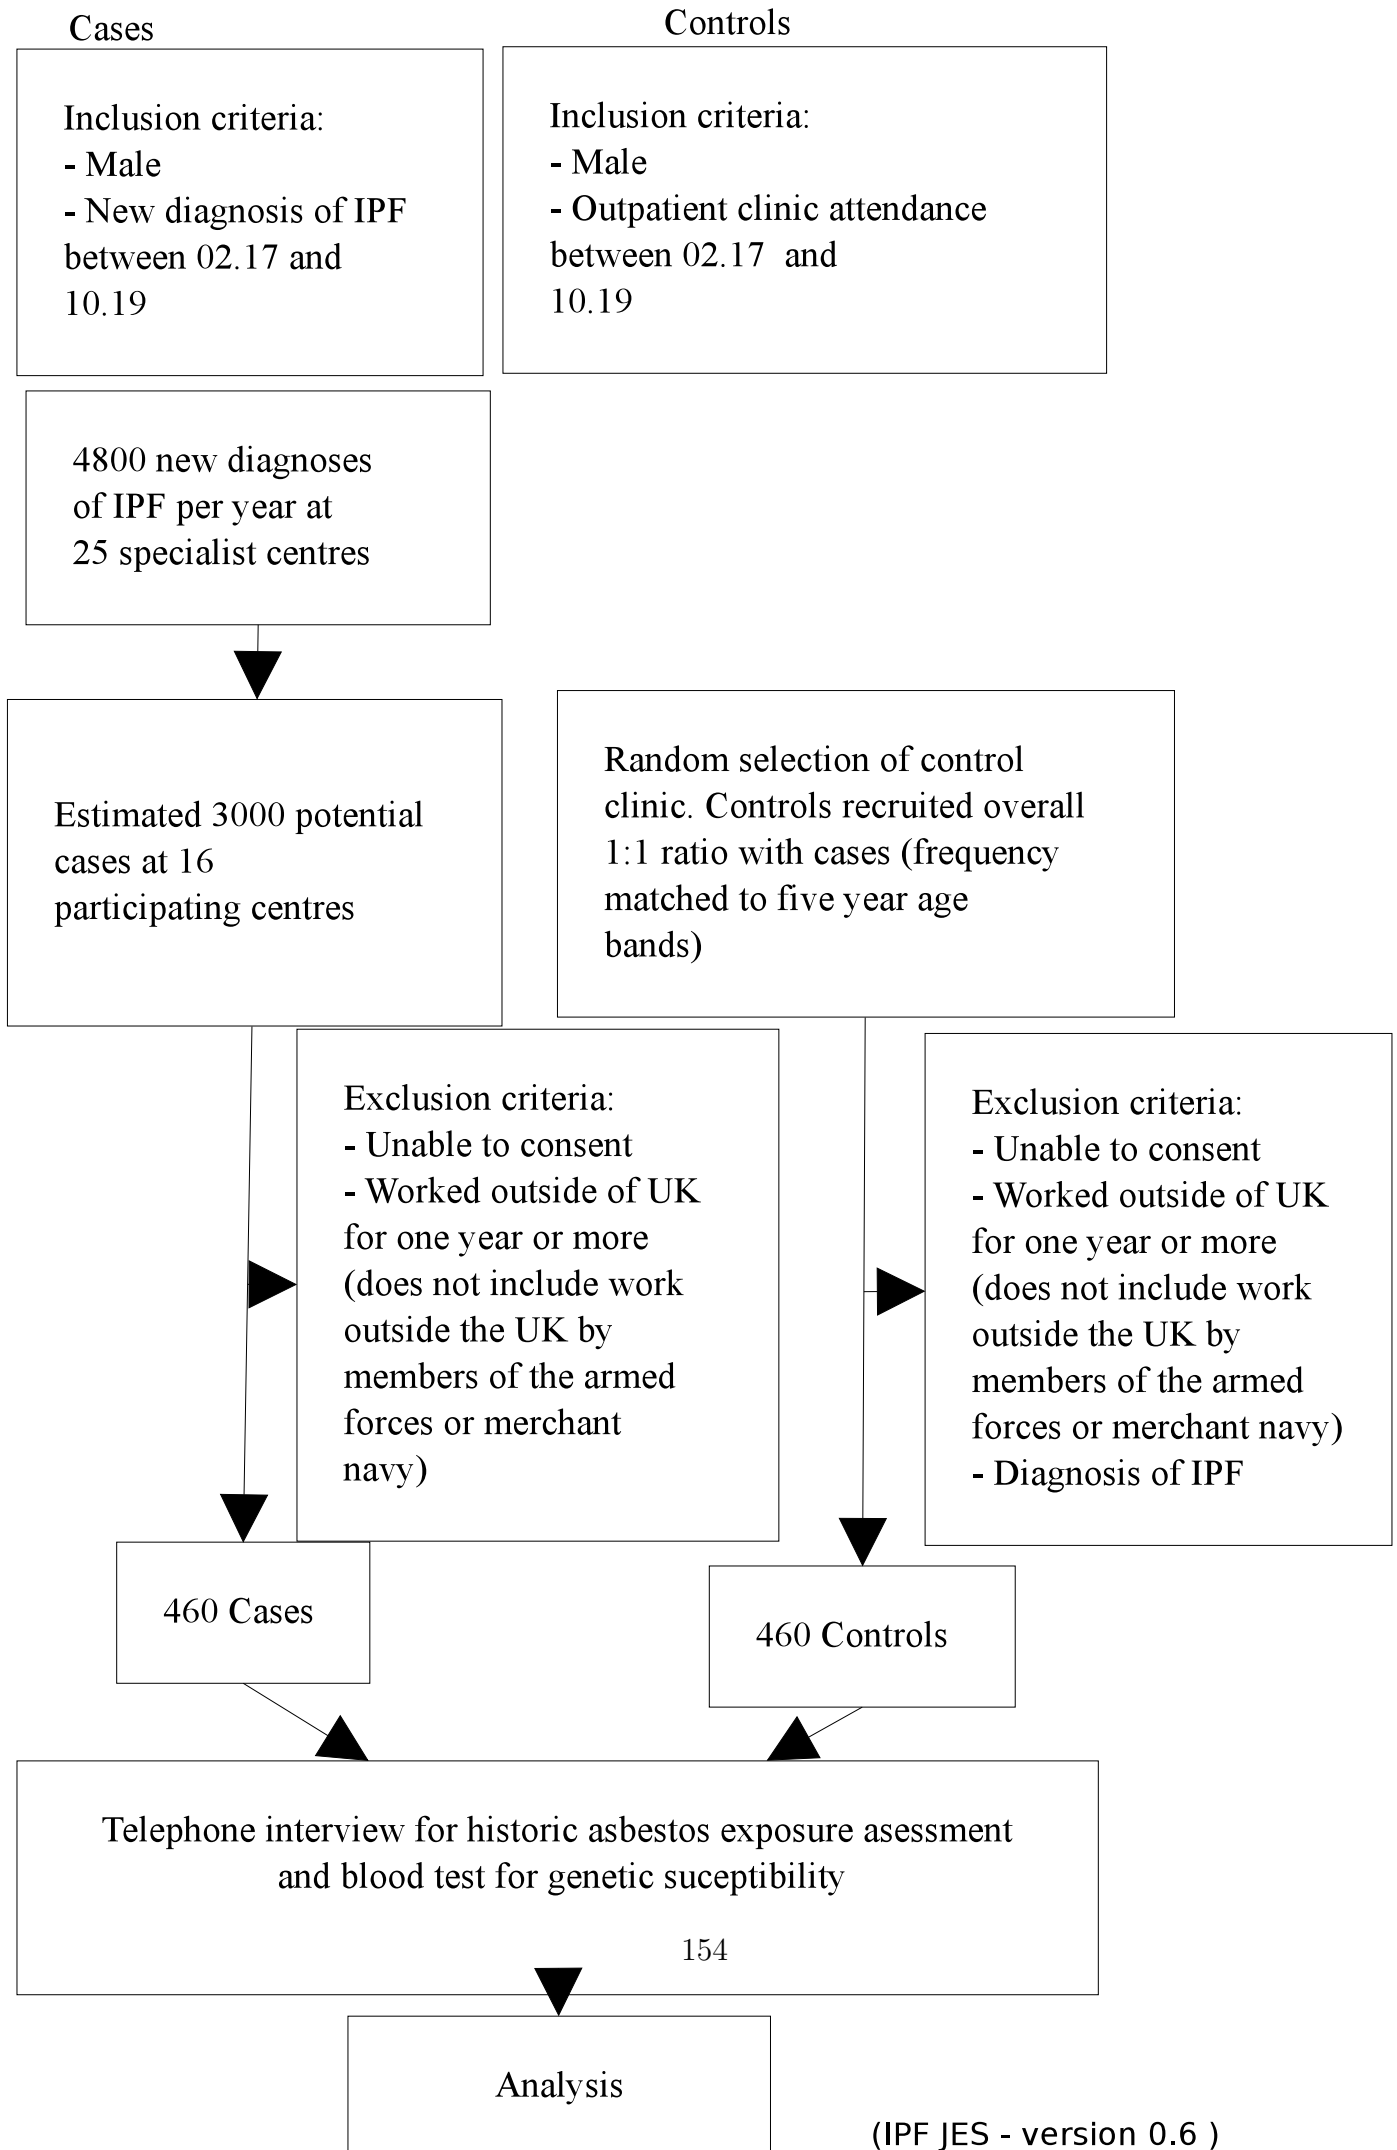 Cases
Inclusion criteria:
- Male
- New diagnosis of IPF
between 02.17 and
10.19
Controls
Inclusion criteria:
- Male
- Outpatient clinic attendance
between 02.17  and
10.19
4800 new diagnoses
of IPF per year at
25 specialist centres
Estimated 3000 potential
cases at 16
participating centres
Random selection of control
clinic. Controls recruited overall
1:1 ratio with cases (frequency
matched to five year age
bands)
Exclusion criteria:
- Unable to consent
- Worked outside of UK
for one year or more
(does not include work
outside the UK by
members of the armed
forces or merchant
navy)
Exclusion criteria:
- Unable to consent
- Worked outside of UK
for one year or more
(does not include work
outside the UK by
members of the armed
forces or merchant navy)
- Diagnosis of IPF
460 Cases
460 Controls
Telephone interview for historic asbestos exposure asessment
and blood test for genetic suceptibility
154
Analysis
(IPF JES - version 0.6 )